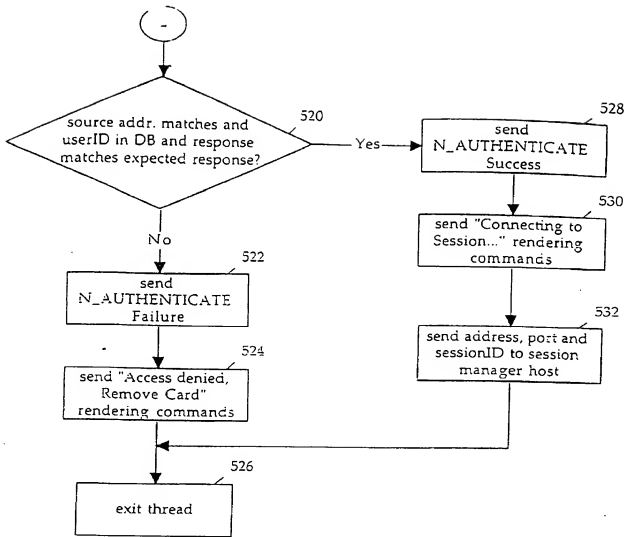 source addr. matches and
userID in DB and response
matches expected response?
520
Yes
528
send
N_AUTHENTICATE
Success
530
send "Connecting to
Session..." rendering
commands
532
send address, port and
sessionID to session
manager host
No
522
send
N_AUTHENTICATE
Failure
524
send "Access denied,
Remove Card"
rendering commands
526
exit thread